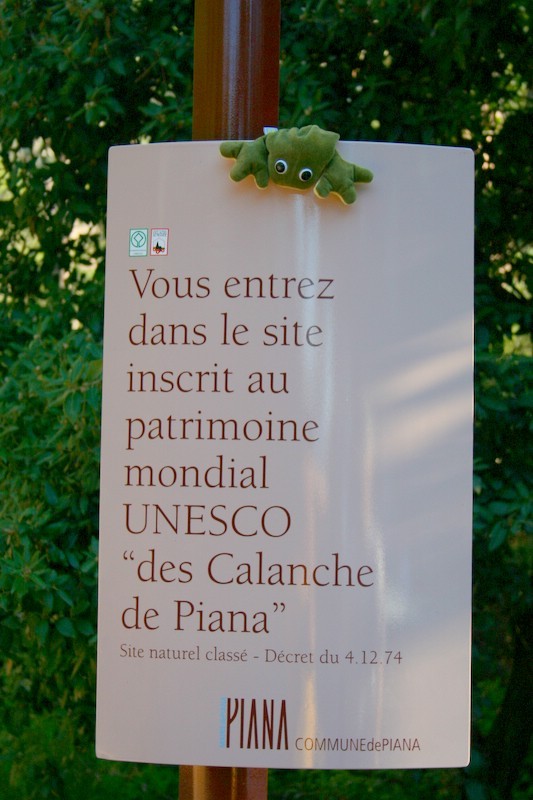 Vous entrez
dans le site
inscrit au
patrimoine
mondial
UNESCO
“des Calanche
de Piana”
Site naturel classé - Décret du 4.12.74
PIANA COMMUNEdePIANA